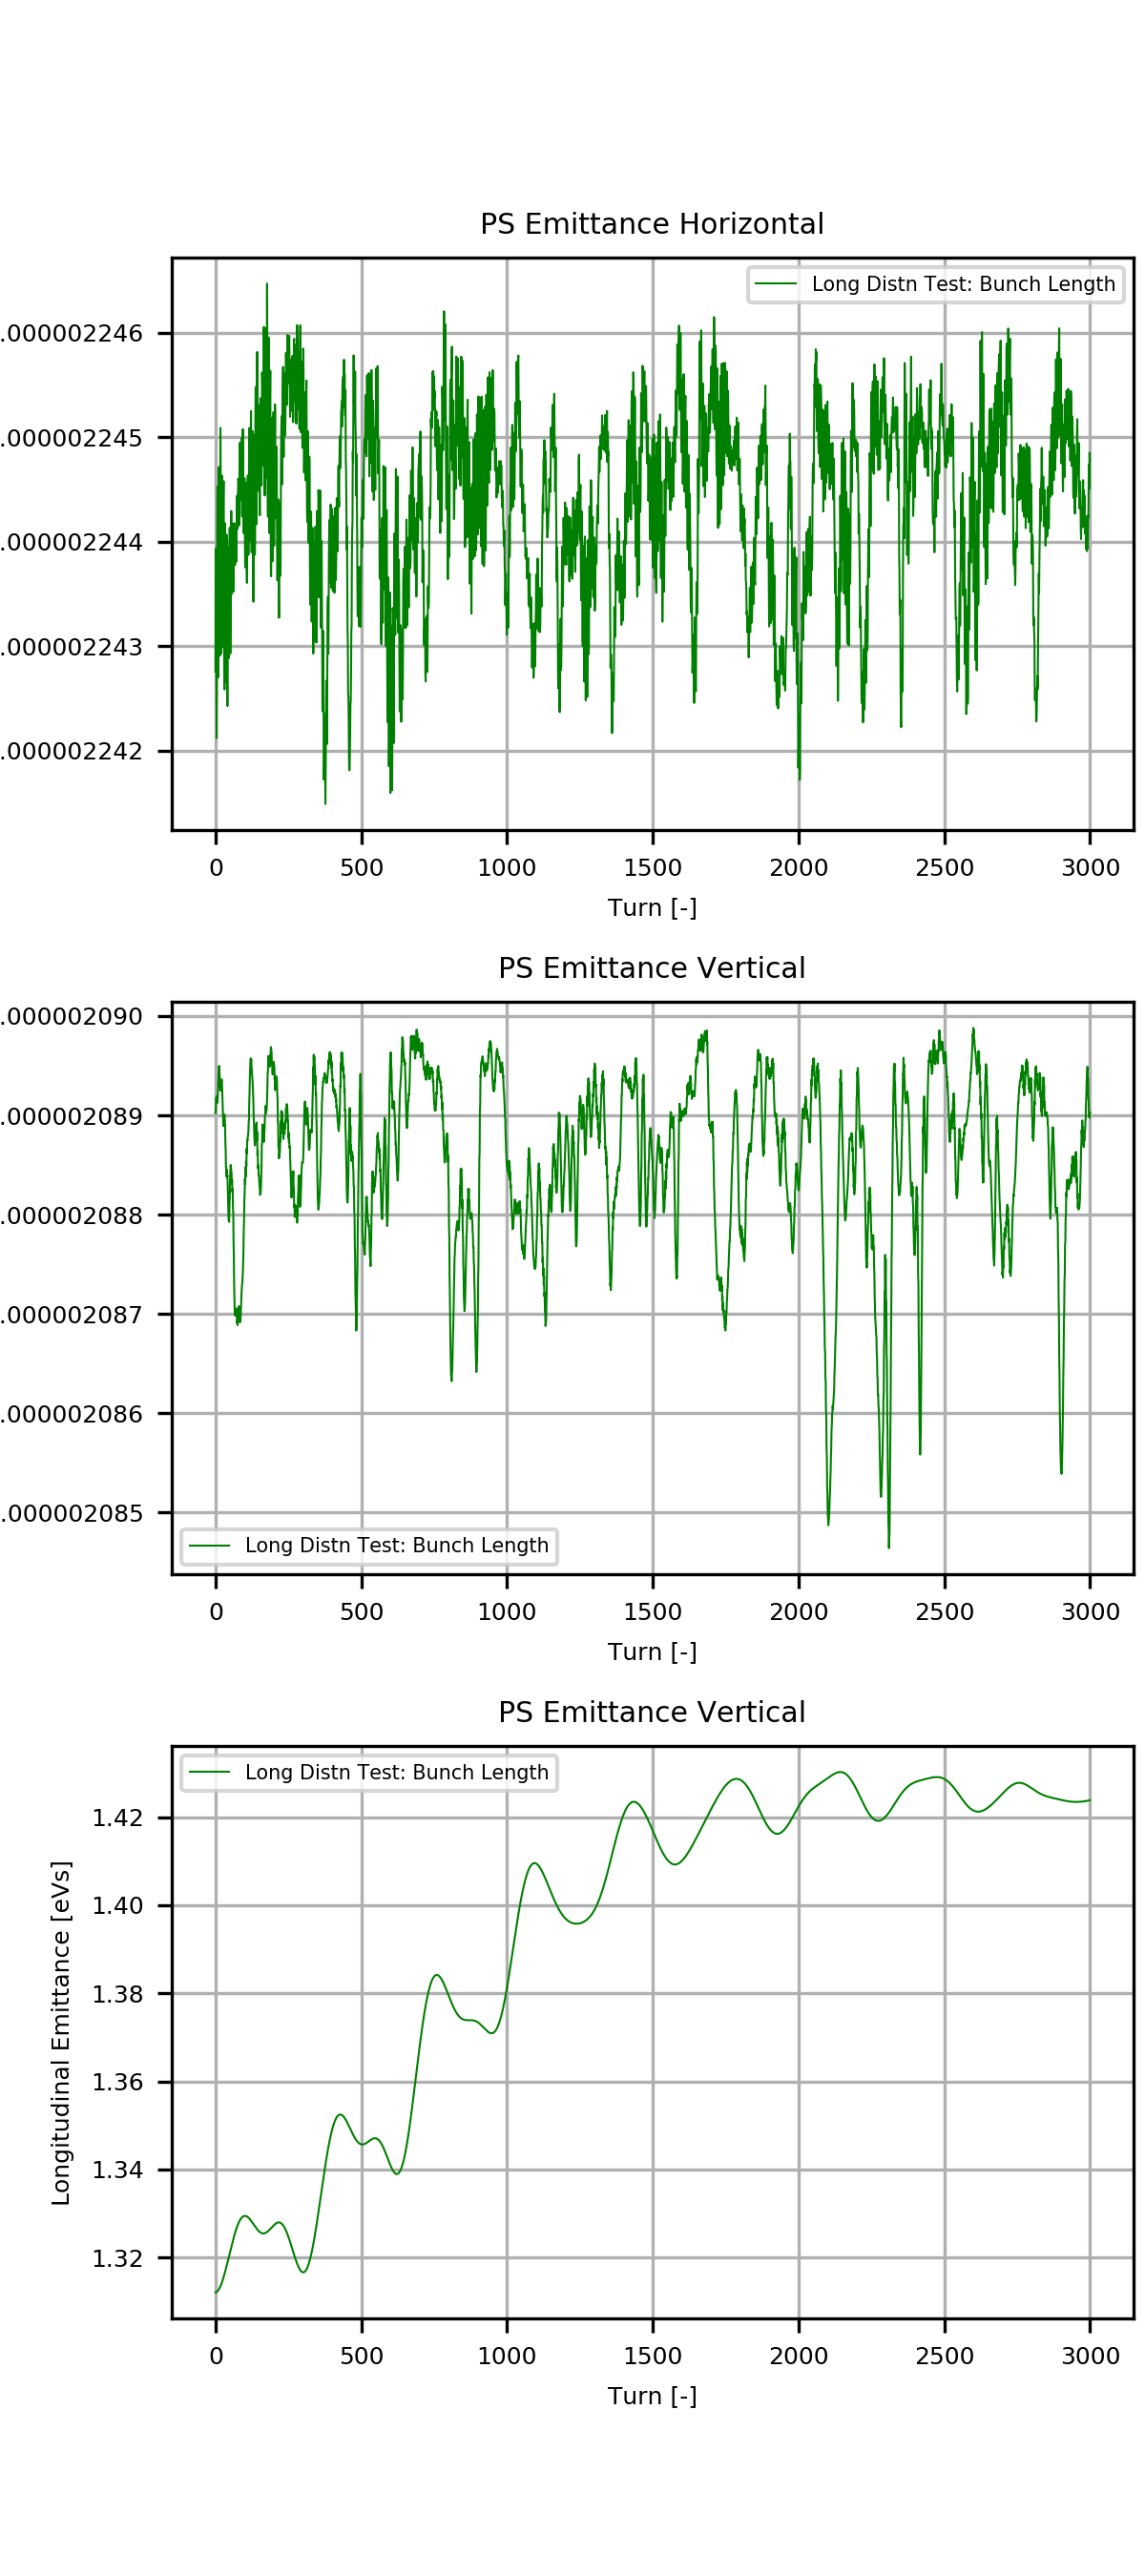 PS Emittance Horizontal
Long Distn Test: Bunch Length
.000002246
.000002245
.000002244
.000002243
.000002242
0 500 1000 1500 2000 2500 3000
Turn [-]
PS Emittance Vertical
.000002090
.000002089
.000002088
.000002087
.000002086
.000002085
Long Distn Test: Bunch Length
0 500 1000 1500 2000 2500 3000
Turn [-]
PS Emittance Vertical
Long Distn Test: Bunch Length
Longitudinal Emittance [eVs]
1.42
1.40
1.38
1.36
1.34
1.32
0 500 1000 1500 2000 2500 3000
Turn [-]